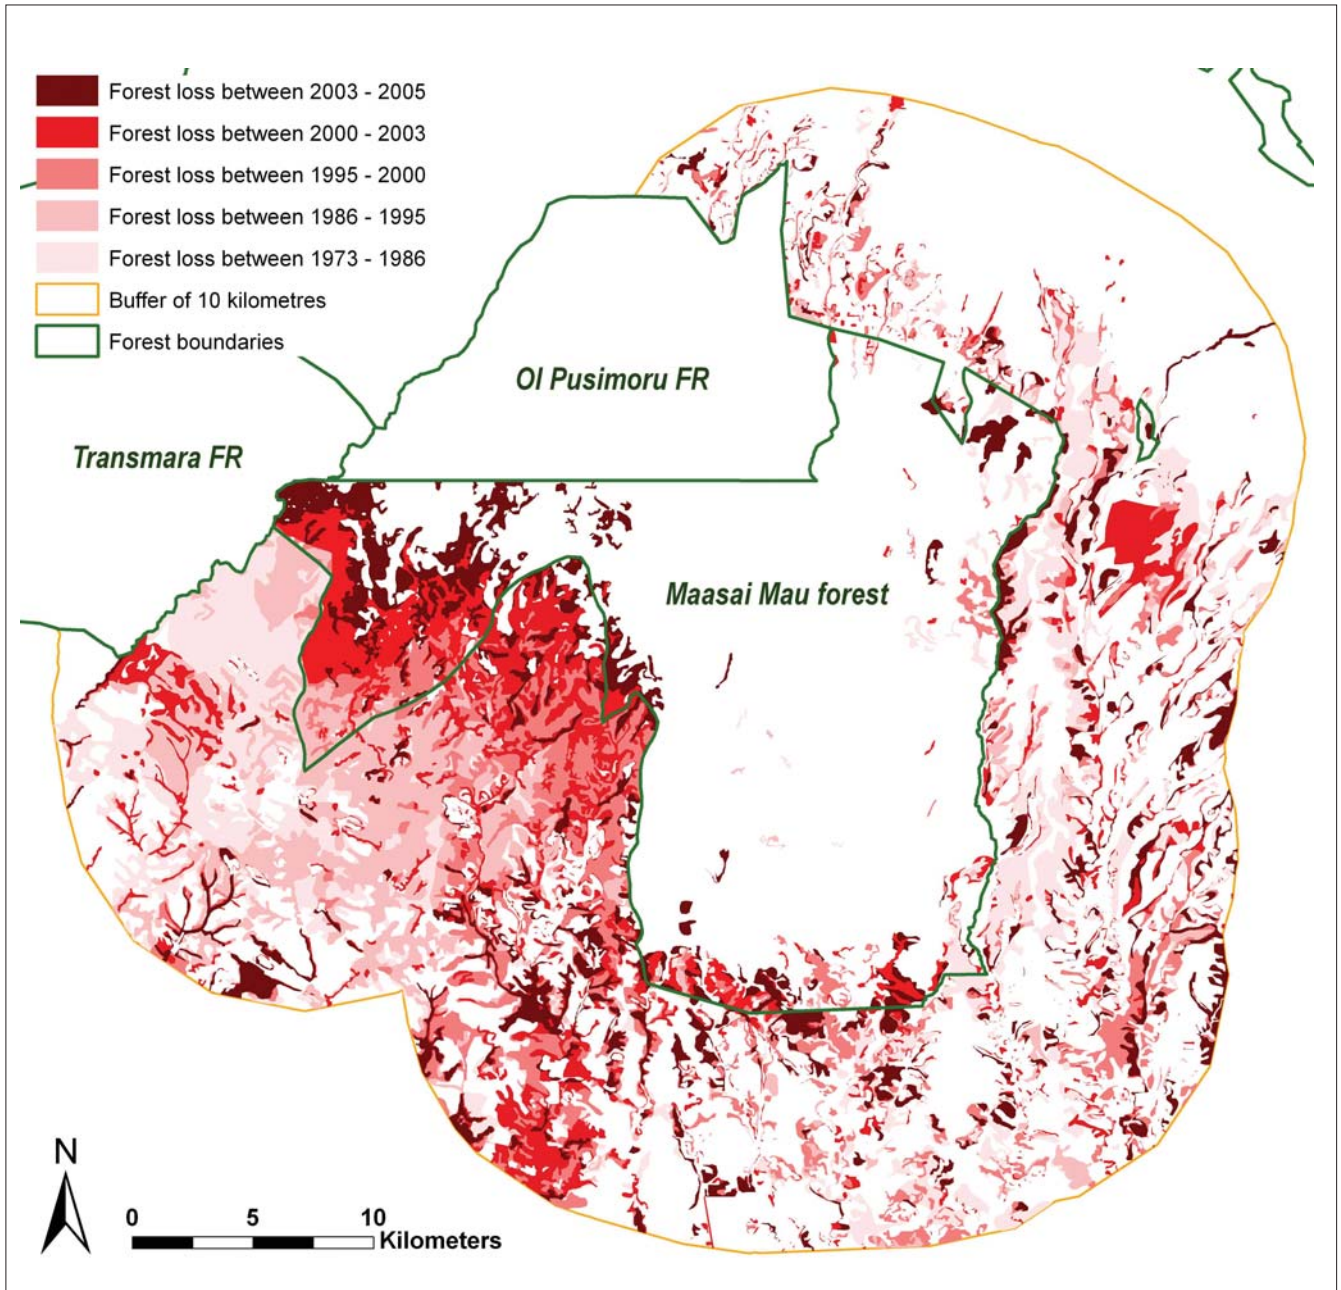 Forest loss between 2003 - 2005
Forest loss between 2000 - 2003
Forest loss between 1995 - 2000
Forest loss between 1986 - 1995
Forest loss between 1973 - 1986
Buffer of 10 kilometres
Forest boundaries
Ol Pusimoru FR
Transmara FR
Maasai Mau forest
N
0 5 10
Kilometers